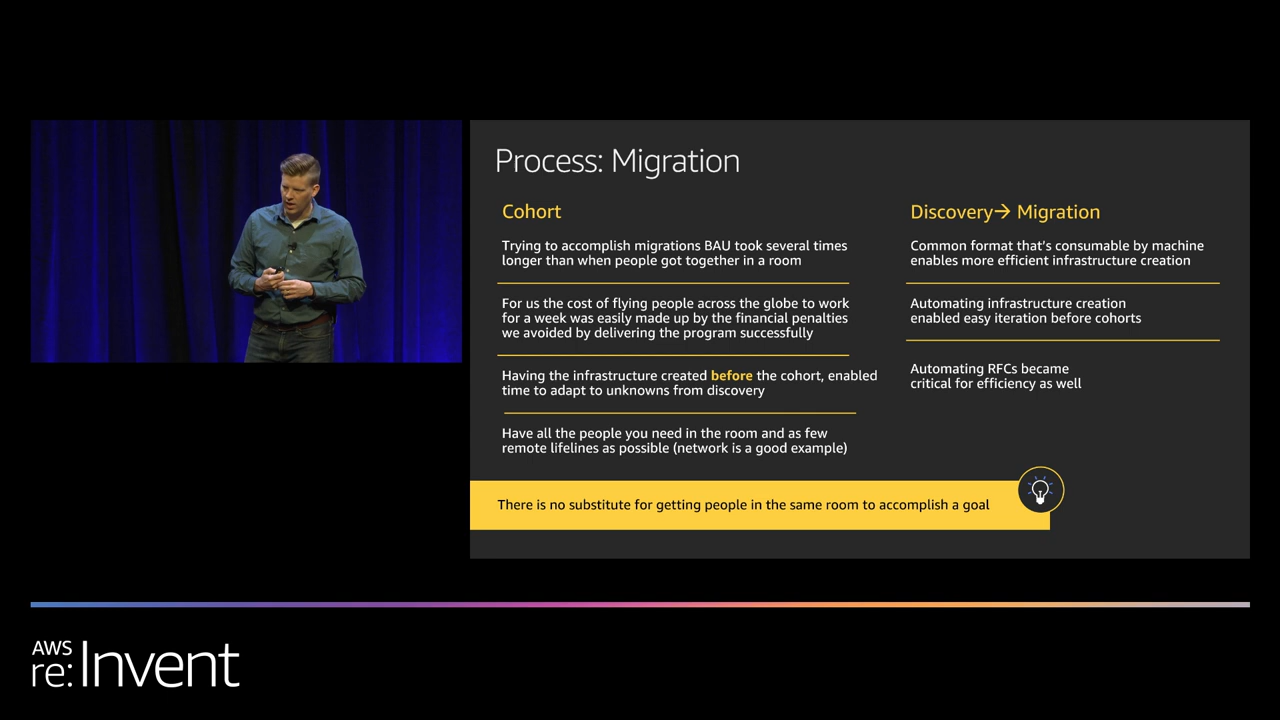 Process: Migration
Cohort
Trying to accomplish migrations BAU took several times
longer than when people got together in a room
For us the cost of flying people across the globe to work
for a week was easily made up by the financial penalties
we avoided by delivering the program successfully
Having the infrastructure created before the cohort, enabled
time to adapt to unknowns from discovery
Have all the people you need in the room and as few
remote lifelines as possible (network is a good example)
Discovery→ Migration
Common format that's consumable by machine
enables more efficient infrastructure creation
Automating infrastructure creation
enabled easy iteration before cohorts
Automating RFCs became
critical for efficiency as well
There is no substitute for getting people in the same room to accomplish a goal
AWS
re:Invent